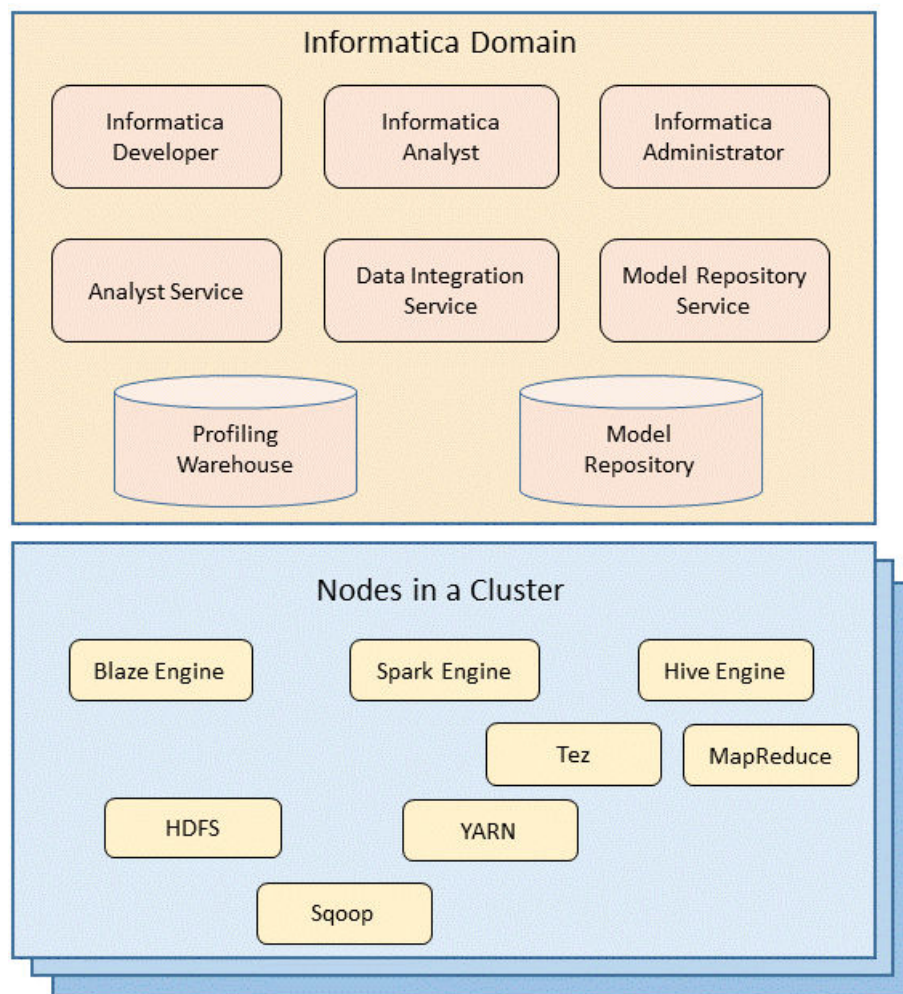 Informatica Domain
Informatica
Developer
Informatica
Analyst
Informatica
Administrator
Analyst Service
Data Integration
Service
Model Repository
Service
Profiling
Warehouse
Model
Repository
Nodes in a Cluster
Blaze Engine
Spark Engine
Hive Engine
Tez
MapReduce
HDFS
YARN
Sqoop